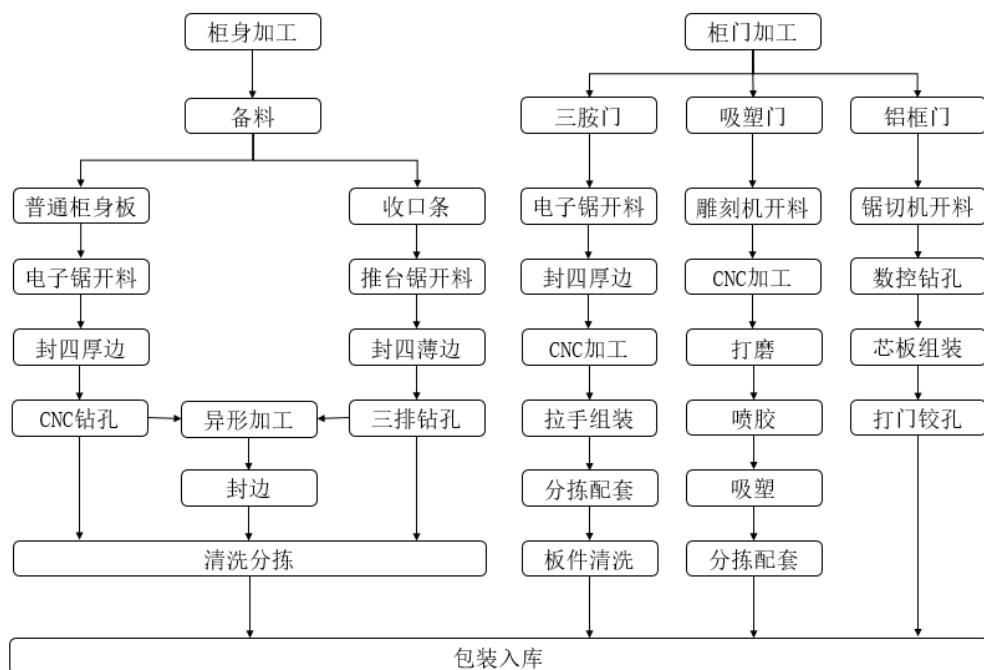 柜身加工
柜门加工
备料
三胺门
吸塑门
铝框门
普通柜身板
收口条
电子锯开料
雕刻机开料
锯切机开料
电子锯开料
推台锯开料
封四厚边
CNC加工
数控钻孔
封四厚边
封四薄边
CNC加工
打磨
芯板组装
CNC钻孔
异形加工
三排钻孔
拉手组装
喷胶
打门铰孔
封边
分拣配套
吸塑
清洗分拣
板件清洗
分拣配套
包装入库